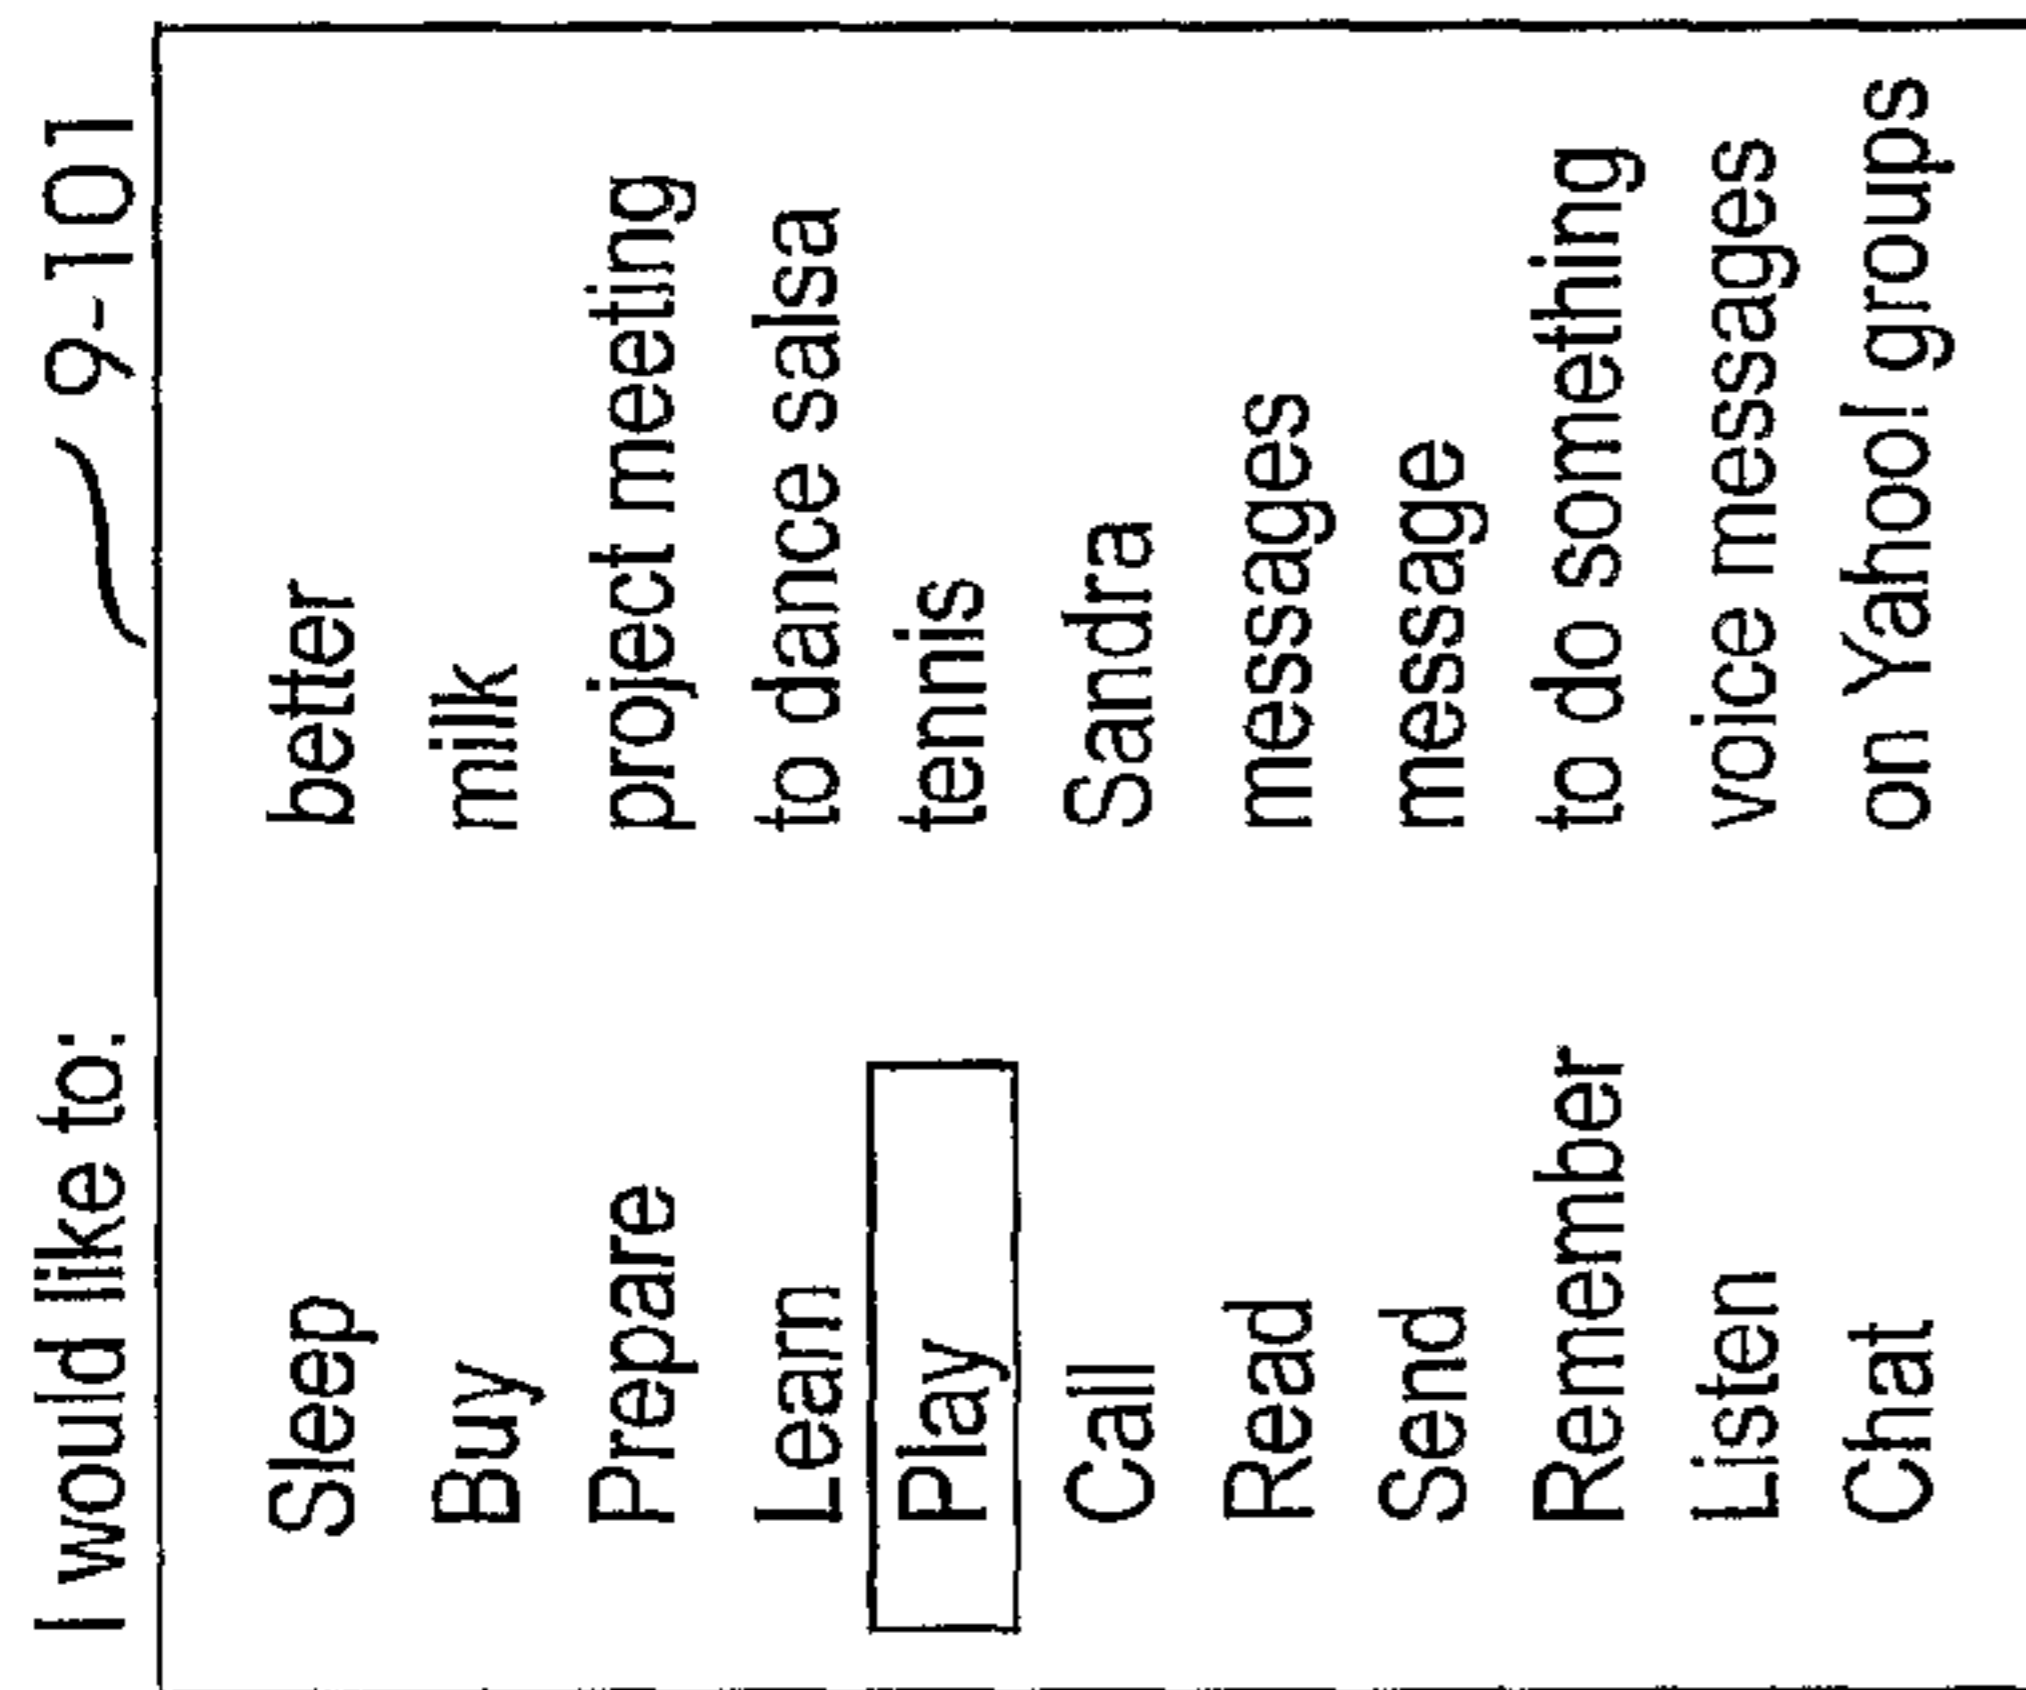 I would like to: 9-101
Sleep better
Buy milk
Prepare project meeting
Learn to dance salsa
Play tennis
Call Sandra
Read messages
Send message
Remember to do something
Listen voice messages
Chat on Yahoo! groups